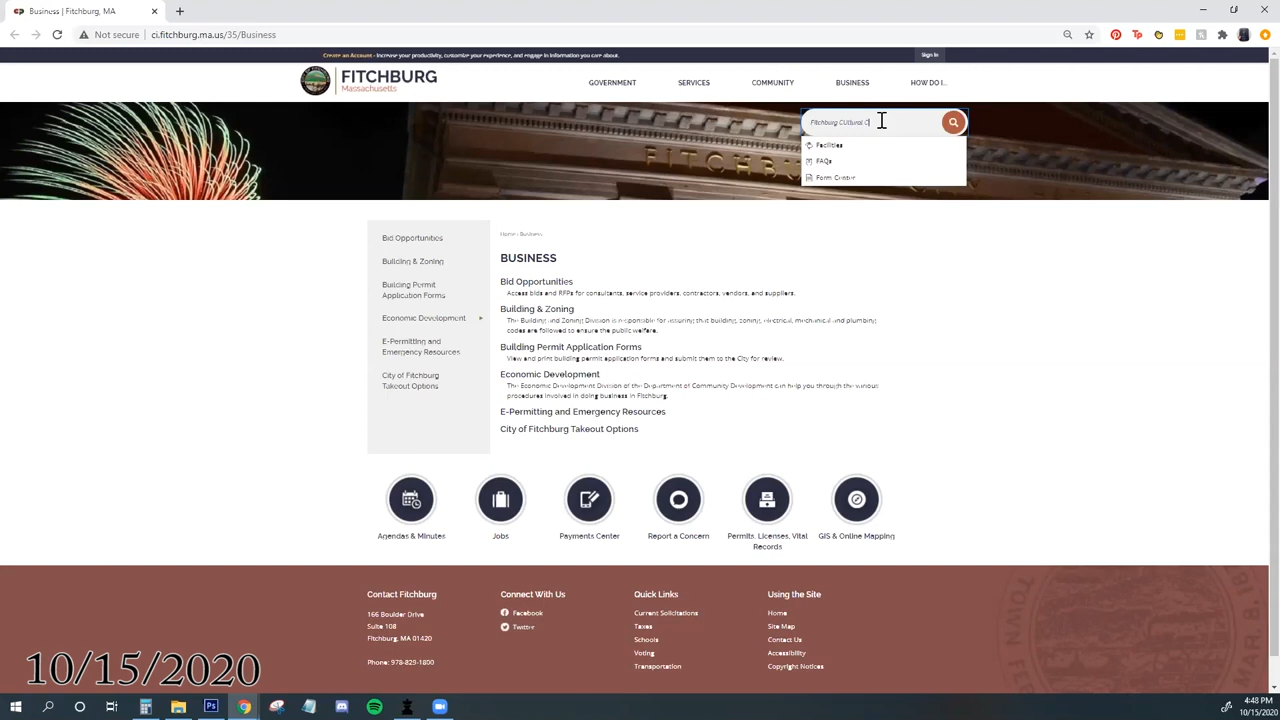 Business | Fitchburg, MA
Not secure | ci.fitchburg.ma.us/35/Business
Create an Account - Increase your productivity, customize your experience, and engage in information you care about.
Sign In
FITCHBURG
Massachusetts
GOVERNMENT
SERVICES
COMMUNITY
BUSINESS
HOW DO I...
Fitchburg CUltural C
Facilities
FAQs
Form Center
FITCHBURG
Bid Opportunities
Building & Zoning
Building Permit
Application Forms
Economic Development
E-Permitting and
Emergency Resources
City of Fitchburg
Takeout Options
Home › Business
BUSINESS
Bid Opportunities
Access bids and RFPs for consultants, service providers, contractors, vendors, and suppliers.
Building & Zoning
The Building and Zoning Division is responsible for assuring that building, zoning, electrical, mechanical and plumbing
codes are followed to ensure the public welfare.
Building Permit Application Forms
View and print building permit application forms and submit them to the City for review.
Economic Development
The Economic Development Division of the Department of Community Development can help you through the various
procedures involved in doing business in Fitchburg.
E-Permitting and Emergency Resources
City of Fitchburg Takeout Options
Agendas & Minutes
Jobs
Payments Center
Report a Concern
Permits, Licenses, Vital
Records
GIS & Online Mapping
Contact Fitchburg
166 Boulder Drive
Suite 108
Fitchburg, MA 01420
Phone: 978-829-1800
Connect With Us
Facebook
Twitter
Quick Links
Current Solicitations
Taxes
Schools
Voting
Transportation
Using the Site
Home
Site Map
Contact Us
Accessibility
Copyright Notices
10/15/2020
4:48 PM
10/15/2020